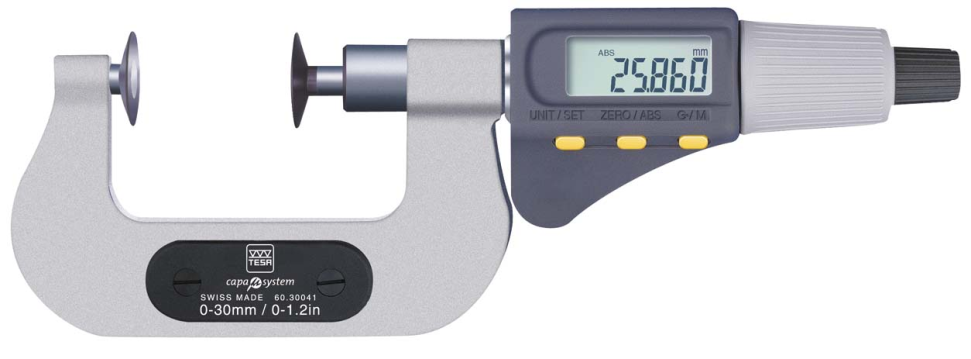 ABS
mm
25.860
UNIT / SET ZERO / ABS
TESA
capa μ system
SWISS MADE 60.30041
0-30mm / 0-1.2in